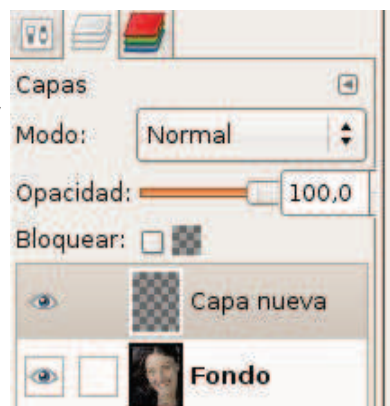 Capas
Modo: Normal
Opacidad: 100,0
Bloquear:
Capa nueva
Fondo